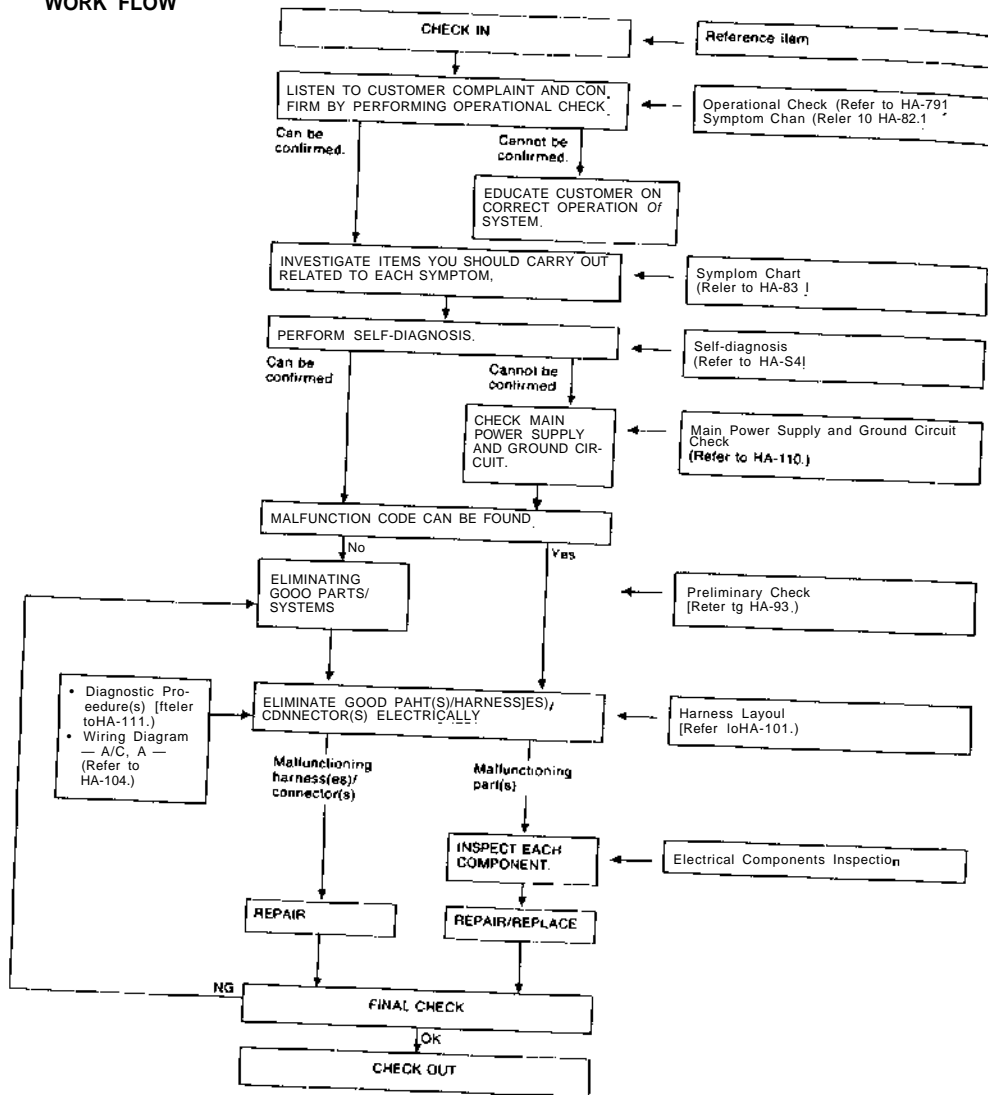 WORK FLOW
CHECK IN
Reference item
LISTEN TO CUSTOMER COMPLAINT AND CON.
FIRM BY PERFORMING OPERATIONAL CHECK
Operational Check (Refer to HA-791
Symptom Chan (Reler 10 HA-82.1
Can be
confirmed.
Cannot be
confirmed.
EDUCATE CUSTOMER ON
CORRECT OPERATION Of
SYSTEM.
INVESTIGATE ITEMS YOU SHOULD CARRY OUT
RELATED TO EACH SYMPTOM,
Symplom Chart
(Reler to HA-83 I
PERFORM SELF-DIAGNOSIS.
Self-diagnosis
(Refer to HA-S4!
Can be
confirmed
Cannot be
confirmed
CHECK MAIN
POWER SUPPLY
AND GROUND CIR-
CUIT.
Main Power Supply and Ground Circuit
Check
(Refer to HA-110.)
MALFUNCTION CODE CAN BE FOUND.
No
Yes
ELIMINATING
GOOO PARTS/
SYSTEMS
Preliminary Check
[Reter tg HA-93.)
• Diagnostic Pro-
eedure(s) [fteler
toHA-111.)
• Wiring Diagram
— A/C, A —
(Refer to
HA-104.)
ELIMINATE GOOD PAHT(S)/HARNESS]ES)/
CDNNECTOR(S) ELECTRICALLY
Harness Layoul
[Refer loHA-101.)
Malfunctioning
harness(es)/
connector(s)
Malfunctioning
part(s)
INSPECT EACH
COMPONENT.
Electrical Components Inspection
REPAIR
REPAIR/REPLACE
NG
FINAL CHECK
OK
CHECK OUT